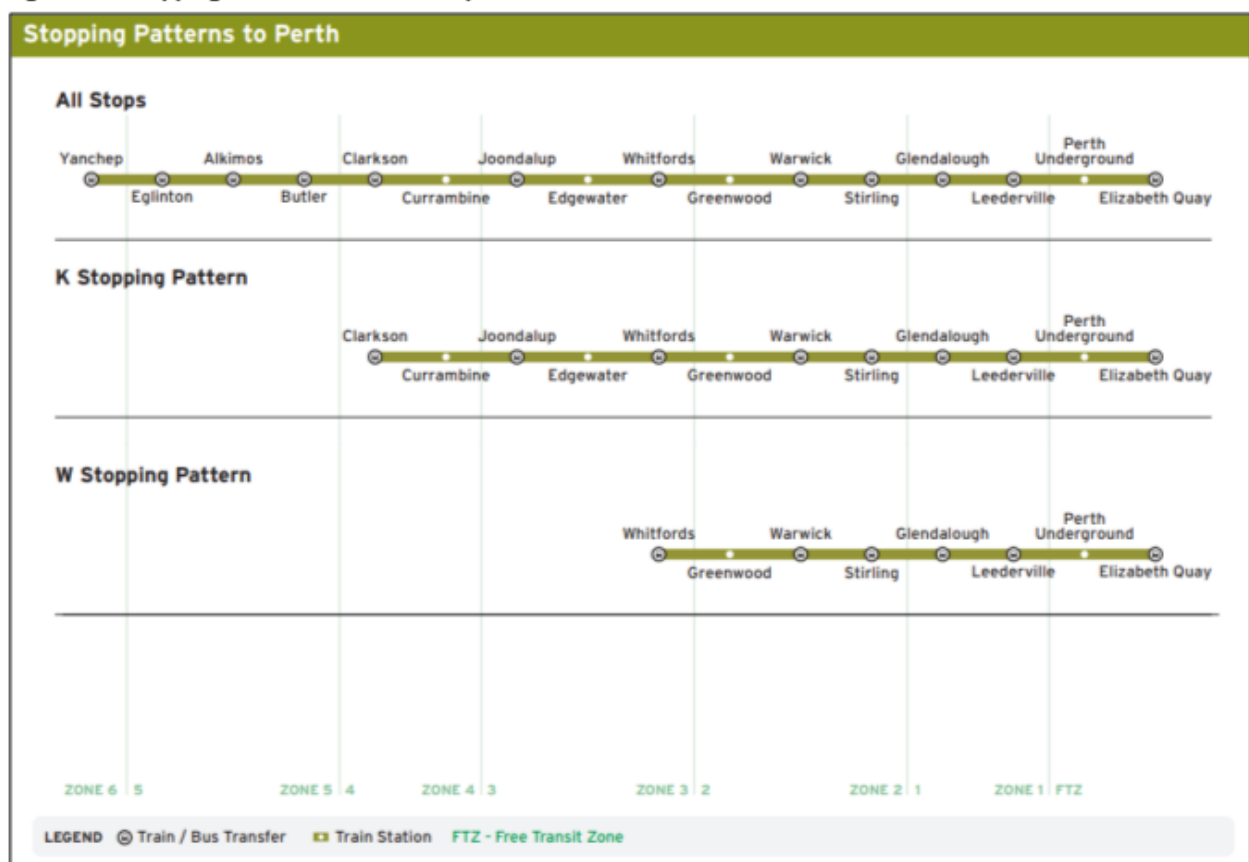 Stopping Patterns to Perth
All Stops
Perth
Yanchep Alkimos Clarkson Joondalup Whitfords Warwick Glendalough Underground
Eglinton Butler Currambine Edgewater Greenwood Stirling Leederville Elizabeth Quay
K Stopping Pattern
Perth
Clarkson Joondalup Whitfords Warwick Glendalough Underground
Currambine Edgewater Greenwood Stirling Leederville Elizabeth Quay
W Stopping Pattern
Perth
Whitfords Warwick Glendalough Underground
Greenwood Stirling Leederville Elizabeth Quay
ZONE 6 5 ZONE 5 4 ZONE 4 3 ZONE 3 2 ZONE 2 1 ZONE 1 FTZ
LEGEND Train / Bus Transfer Train Station FTZ - Free Transit Zone